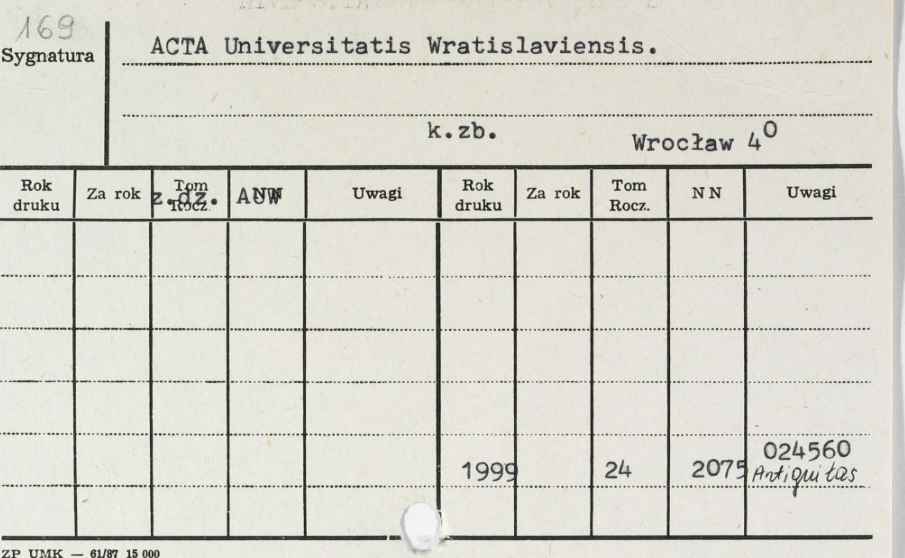 169
Sygnatura
ACTA Universitatis Wratislaviensis.
k.zb.
Wrocław 4⁰
Rok druku Za rok Tom Rocz. NN Uwagi Rok druku Za rok Tom Rocz. NN Uwagi
z.dz. AUW
1999 24 2075 024560
Antiquitas
ZP UMK — 61/87 15 000